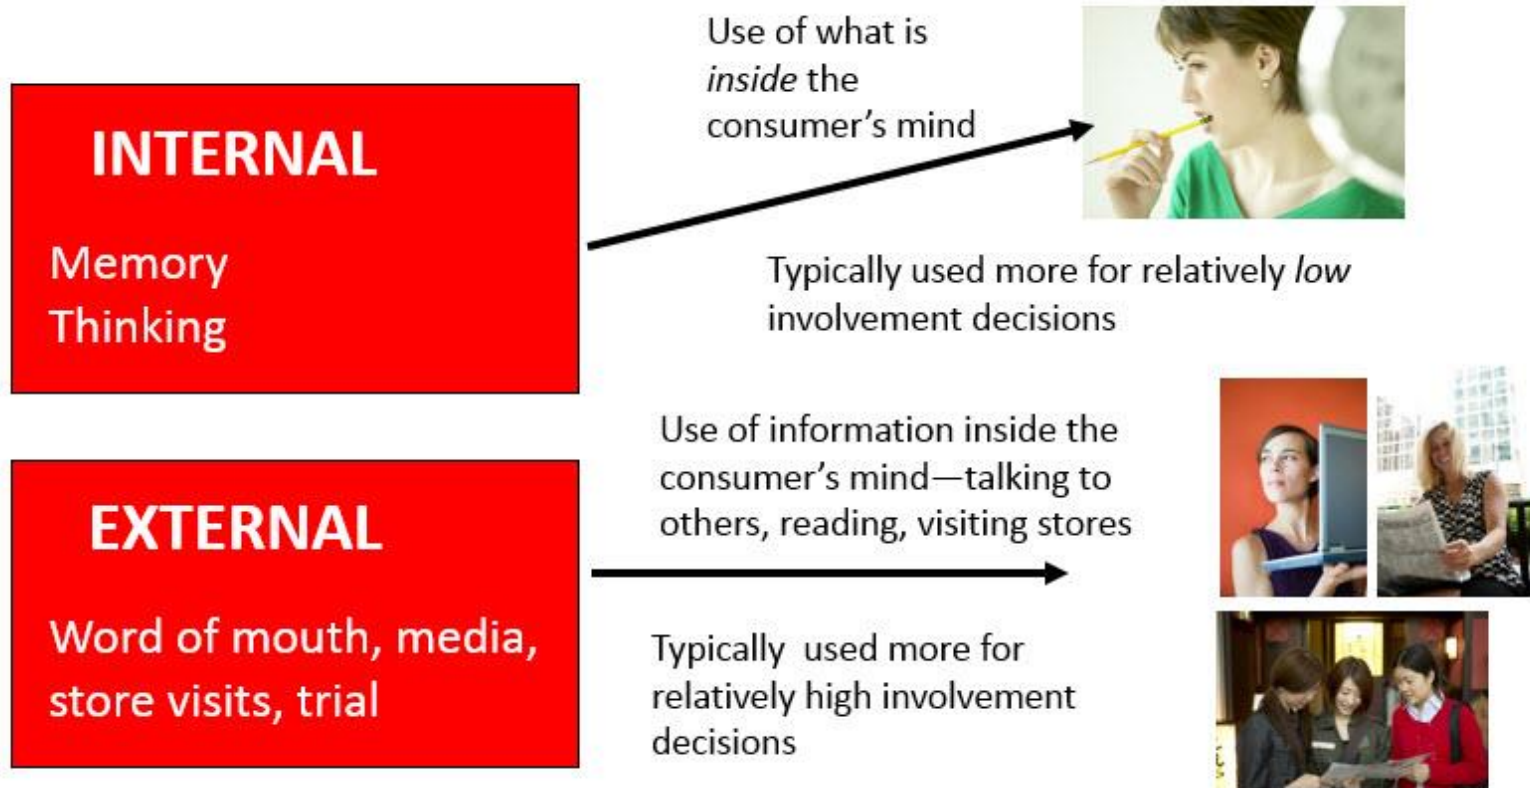 INTERNAL
Memory
Thinking
Use of what is
inside the
consumer’s mind
Typically used more for relatively low
involvement decisions
EXTERNAL
Word of mouth, media,
store visits, trial
Use of information inside the
consumer’s mind—talking to
others, reading, visiting stores
Typically  used more for
relatively high involvement
decisions